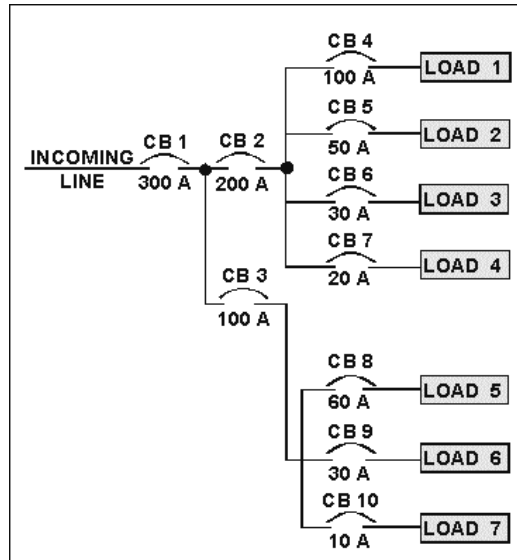 CB 4
100 A
LOAD 1
CB 5
50 A
LOAD 2
CB 1
CB 2
INCOMING
LINE
300 A
200 A
CB 6
30 A
LOAD 3
CB 7
20 A
LOAD 4
CB 3
100 A
CB 8
60 A
LOAD 5
CB 9
30 A
LOAD 6
CB 10
10 A
LOAD 7